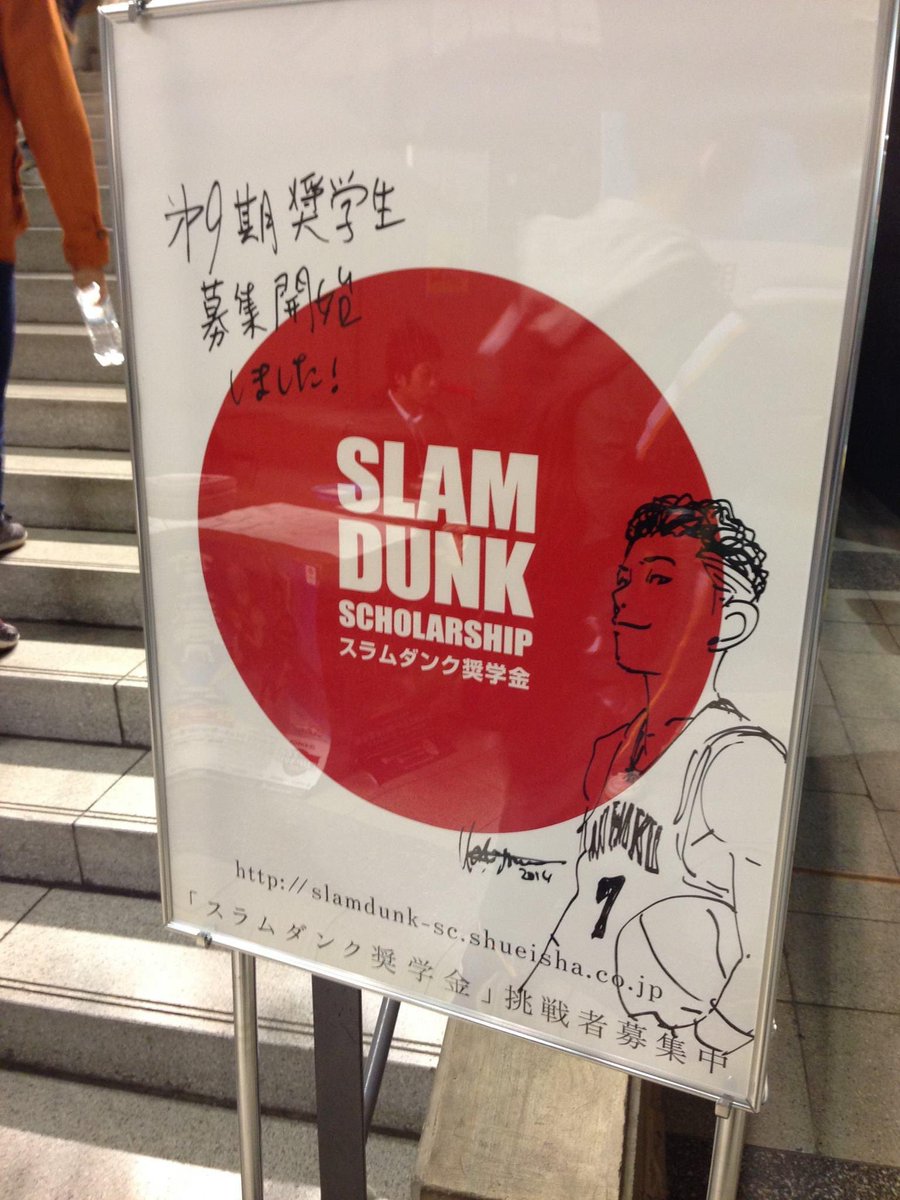 第9期奨学生
募集開始
しました!
SLAM
DUNK
SCHOLARSHIP
スラムダンク奨学金
2014
7
http://slamdunk-sc.shueisha.co.jp
「スラムダンク奨学金」挑戦者募集中